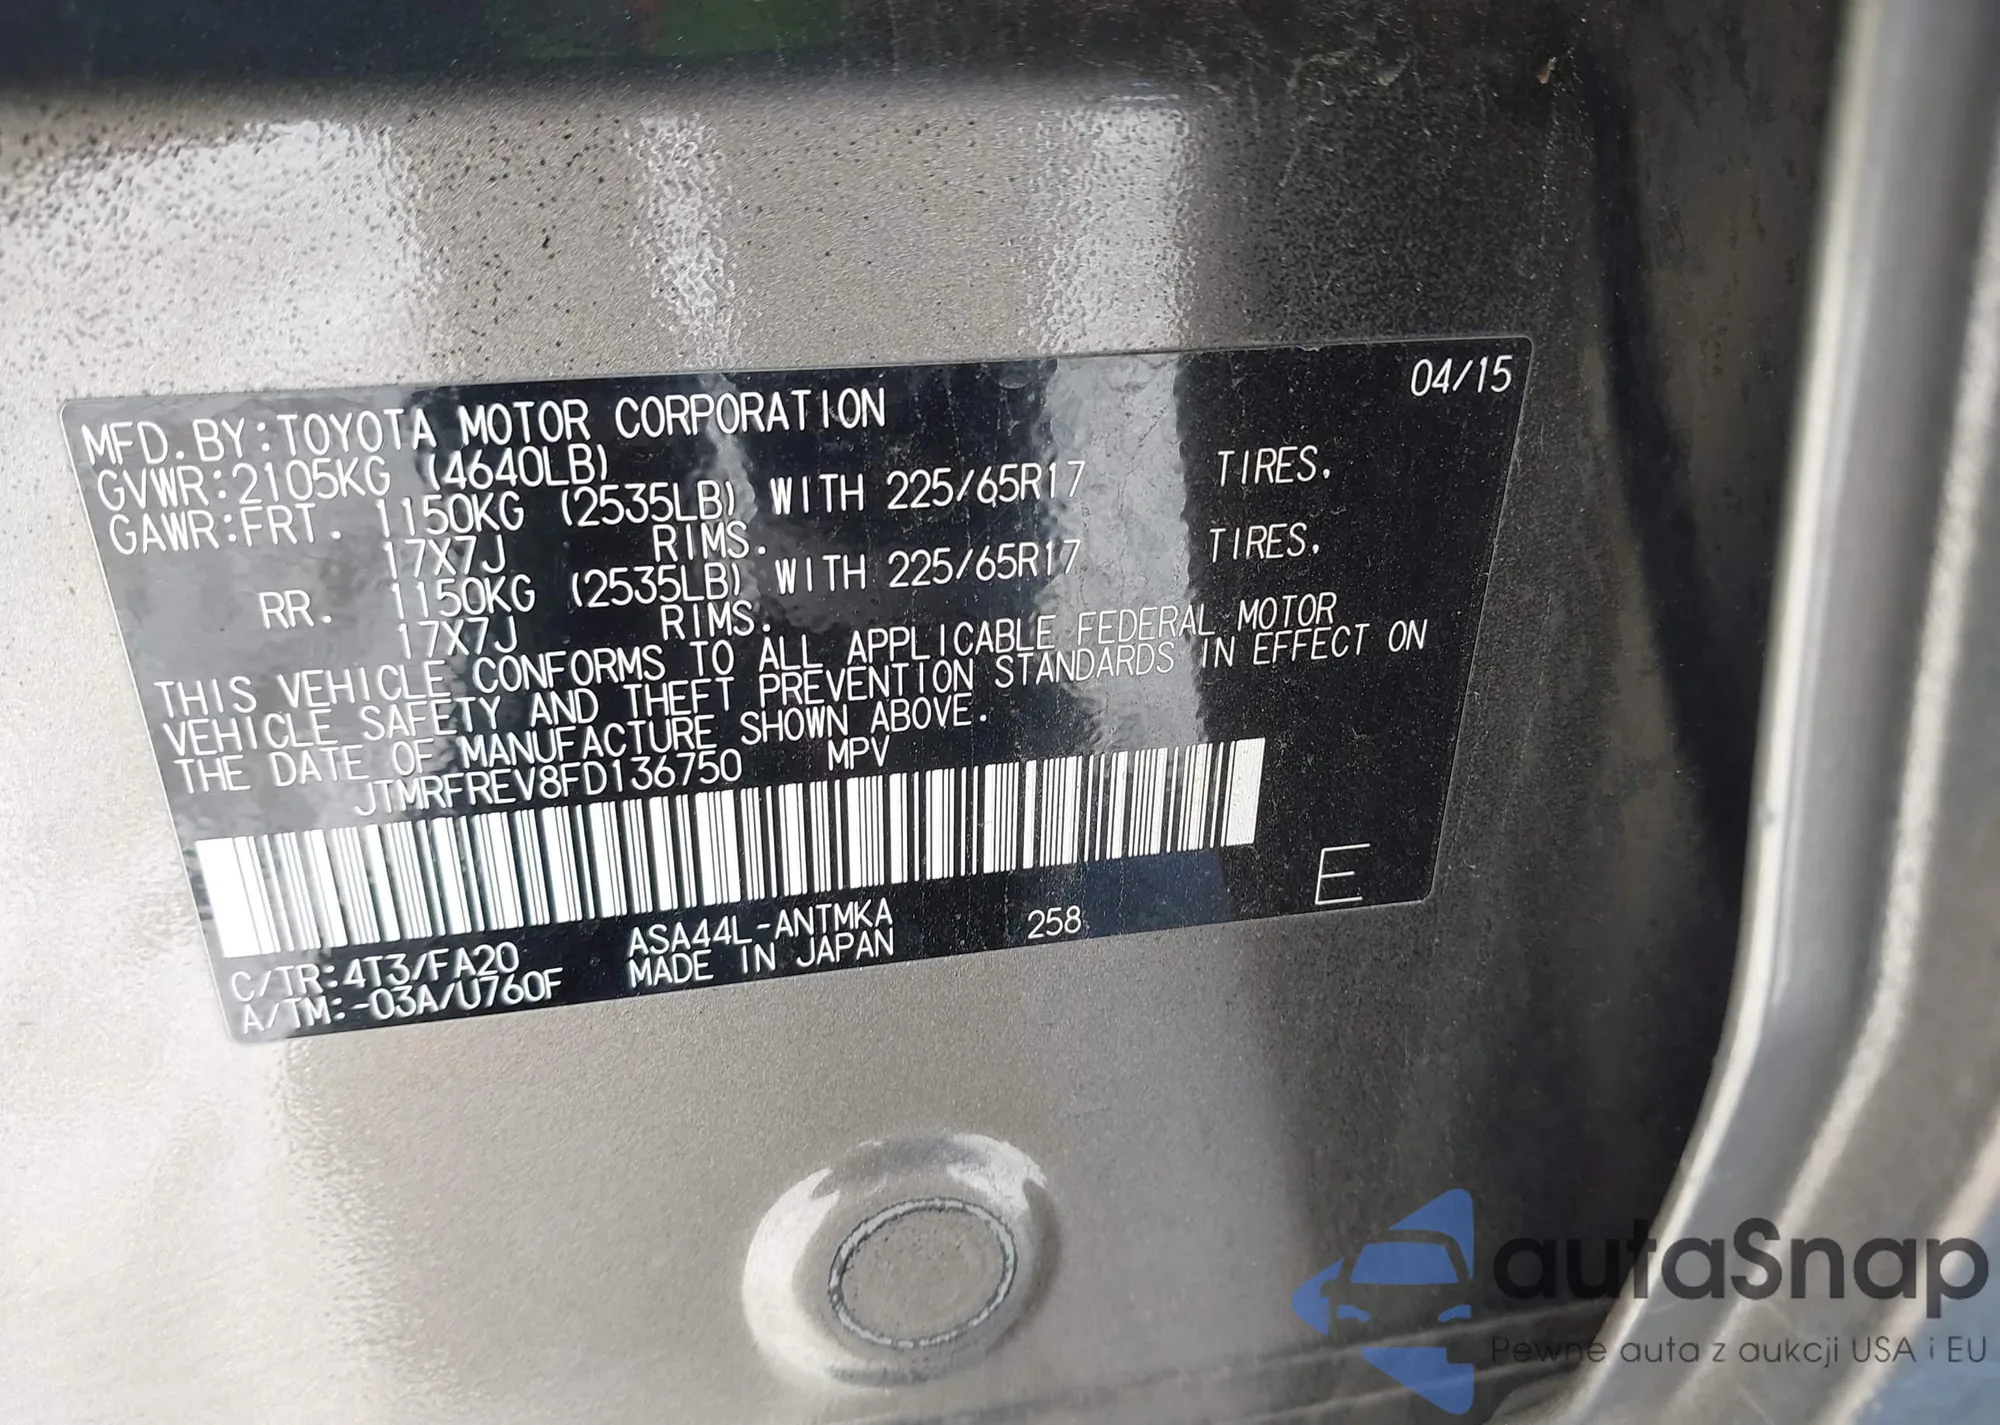 04/15
MFD.BY:TOYOTA MOTOR CORPORATION
GVWR:2105KG (4640LB)
GAWR:FRT. 1150KG (2535LB) WITH 225/65R17 TIRES.
17X7J RIMS.
RR. 1150KG (2535LB) WITH 225/65R17 TIRES.
17X7J RIMS.
THIS VEHICLE CONFORMS TO ALL APPLICABLE FEDERAL MOTOR
VEHICLE SAFETY AND THEFT PREVENTION STANDARDS IN EFFECT ON
THE DATE OF MANUFACTURE SHOWN ABOVE.
JTMRFREV8FD136750 MPV
E
C/TR:4T3/FA20 ASA44L-ANTMKA 258
A/TM:-03A/U760F MADE IN JAPAN
autaSnap
Pewne auta z aukcji USA i EU